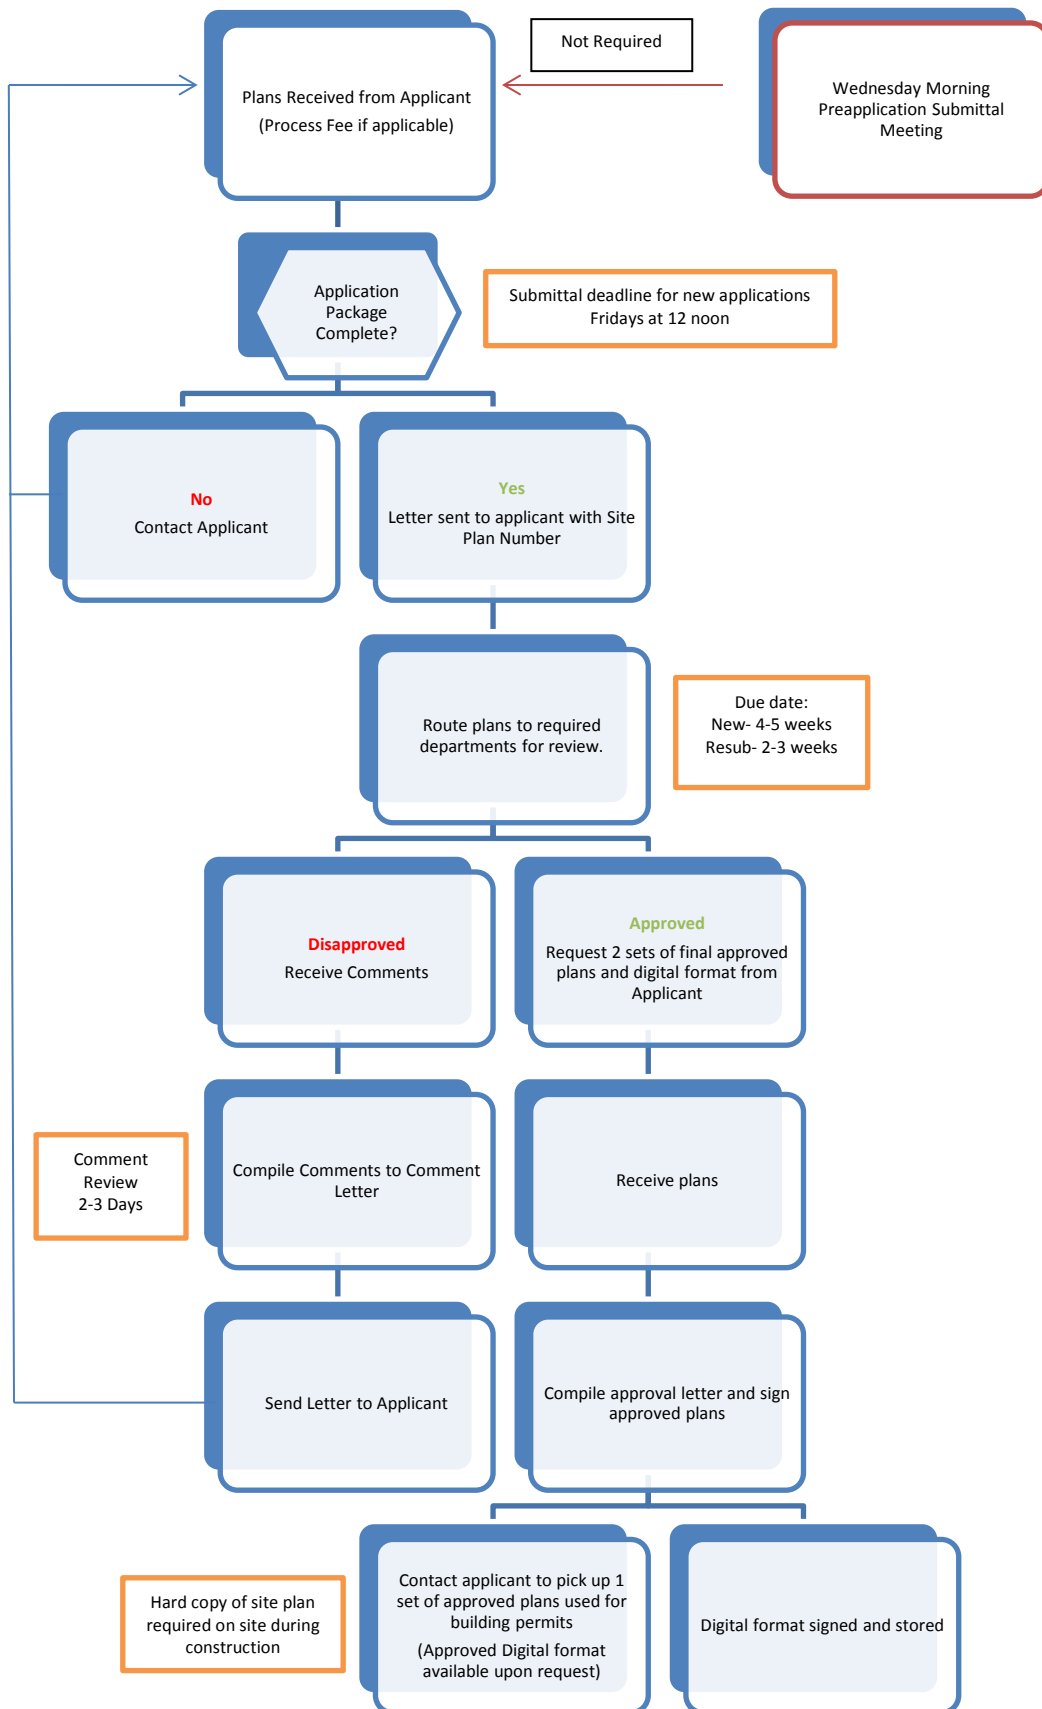 Not Required
Plans Received from Applicant
(Process Fee if applicable)
Wednesday Morning
Preapplication Submittal
Meeting
Application
Package
Complete?
Submittal deadline for new applications
Fridays at 12 noon
No
Contact Applicant
Yes
Letter sent to applicant with Site
Plan Number
Route plans to required
departments for review.
Due date:
New- 4-5 weeks
Resub- 2-3 weeks
Disapproved
Receive Comments
Approved
Request 2 sets of final approved
plans and digital format from
Applicant
Comment
Review
2-3 Days
Compile Comments to Comment
Letter
Receive plans
Send Letter to Applicant
Compile approval letter and sign
approved plans
Hard copy of site plan
required on site during
construction
Contact applicant to pick up 1
set of approved plans used for
building permits
(Approved Digital format
available upon request)
Digital format signed and stored